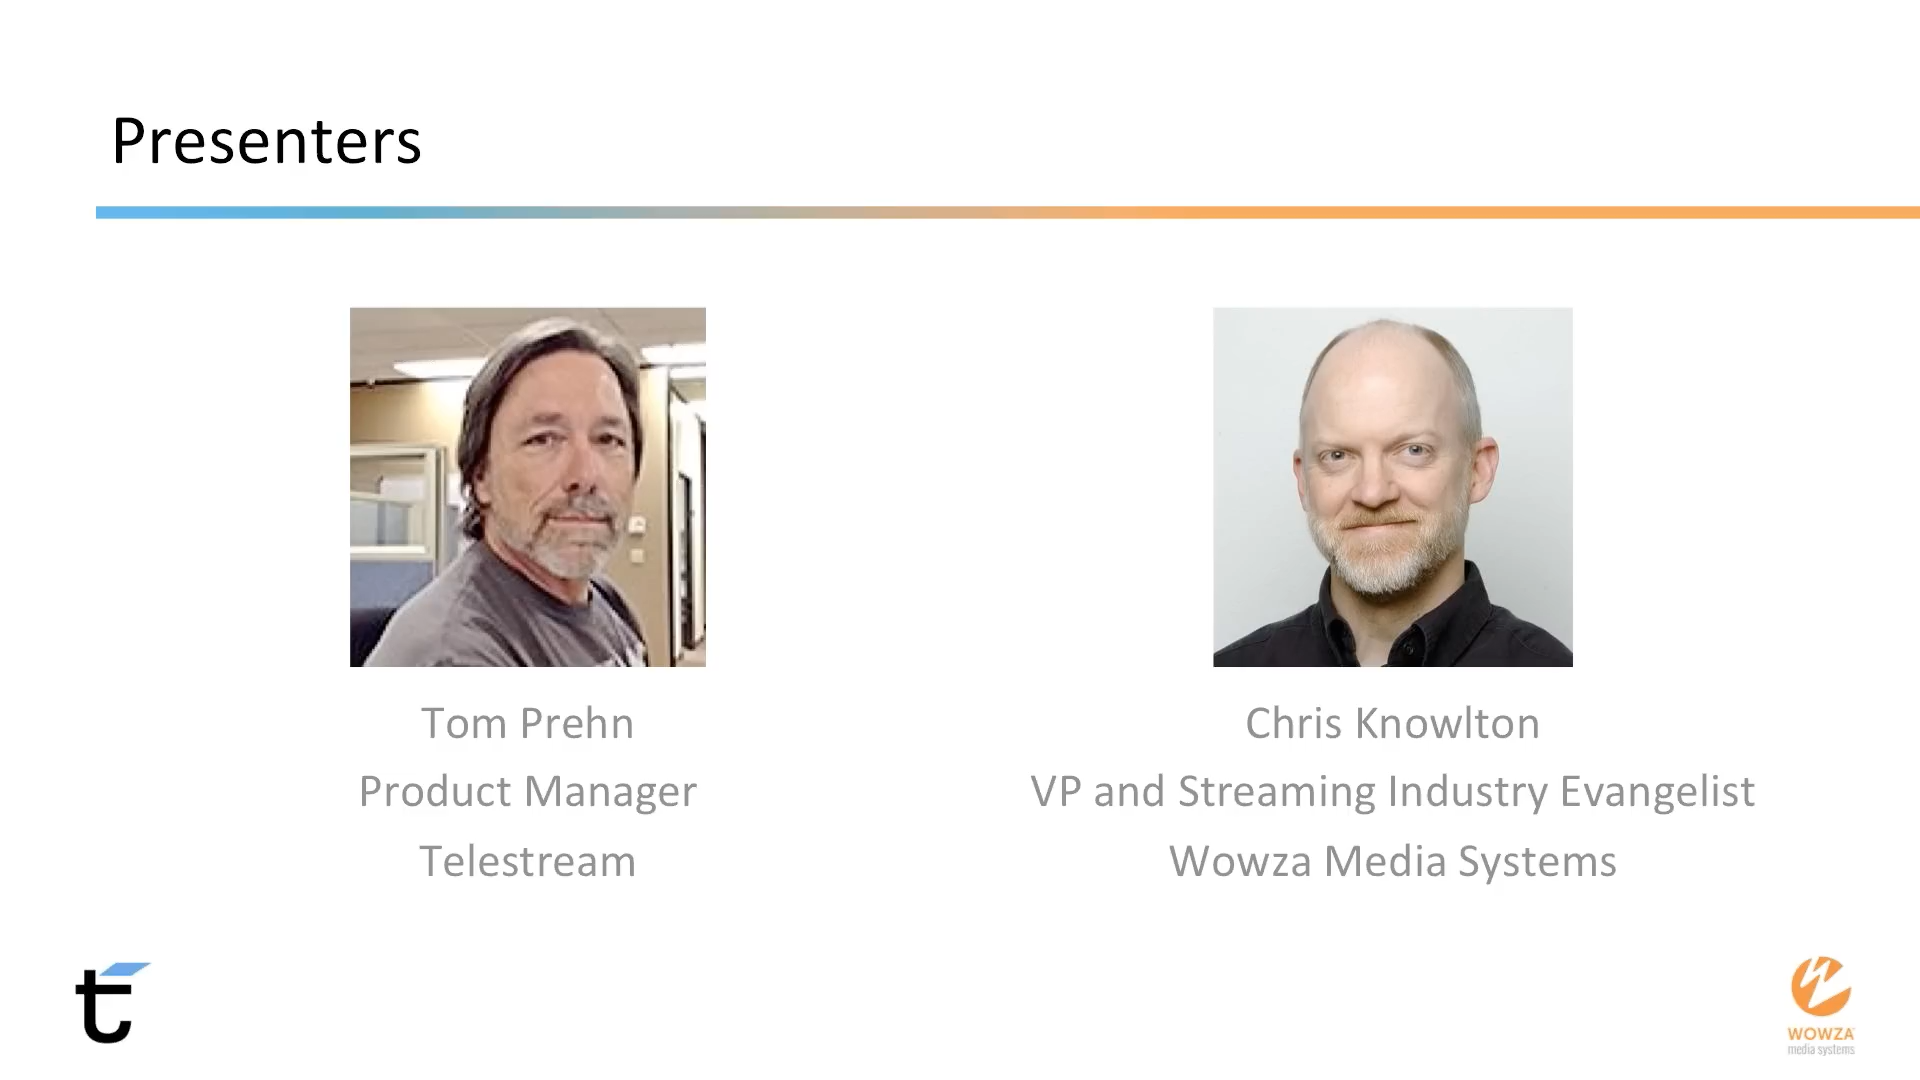 Presenters
Tom Prehn
Product Manager
Telestream
Chris Knowlton
VP and Streaming Industry Evangelist
Wowza Media Systems
t
WOWZA
media systems